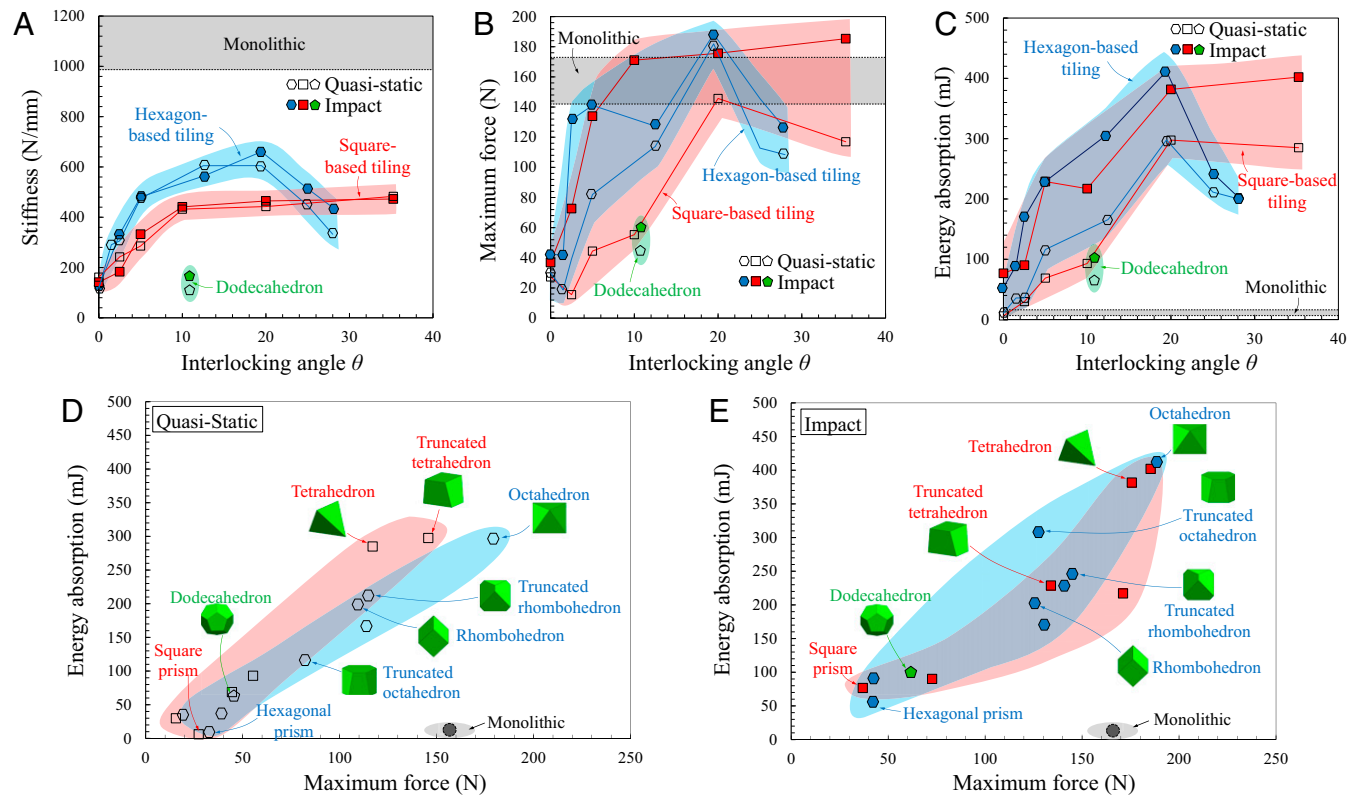 A
1200
1000
800
600
400
200
0
0
10
20
30
40
Stiffness (N/mm)
Interlocking angle θ
Monolithic
Quasi-static
Impact
Hexagon-
based tiling
Square-
based tiling
Dodecahedron
B
200
180
160
140
120
100
80
60
40
20
0
0
10
20
30
40
Maximum force (N)
Interlocking angle θ
Monolithic
Hexagon-based tiling
Square-based tiling
Quasi-static
Impact
Dodecahedron
C
500
400
300
200
100
0
0
10
20
30
40
Energy absorption (mJ)
Interlocking angle θ
Quasi-static
Impact
Hexagon-based
tiling
Square-based
tiling
Dodecahedron
Monolithic
D
500
450
400
350
300
250
200
150
100
50
0
0
50
100
150
200
250
Energy absorption (mJ)
Maximum force (N)
Quasi-Static
Truncated
tetrahedron
Tetrahedron
Octahedron
Dodecahedron
Truncated
rhombohedron
Rhombohedron
Square
prism
Truncated
octahedron
Hexagonal
prism
Monolithic
E
500
450
400
350
300
250
200
150
100
50
0
0
50
100
150
200
250
Energy absorption (mJ)
Maximum force (N)
Impact
Octahedron
Tetrahedron
Truncated
tetrahedron
Truncated
octahedron
Dodecahedron
Truncated
rhombohedron
Square
prism
Rhombohedron
Hexagonal prism
Monolithic